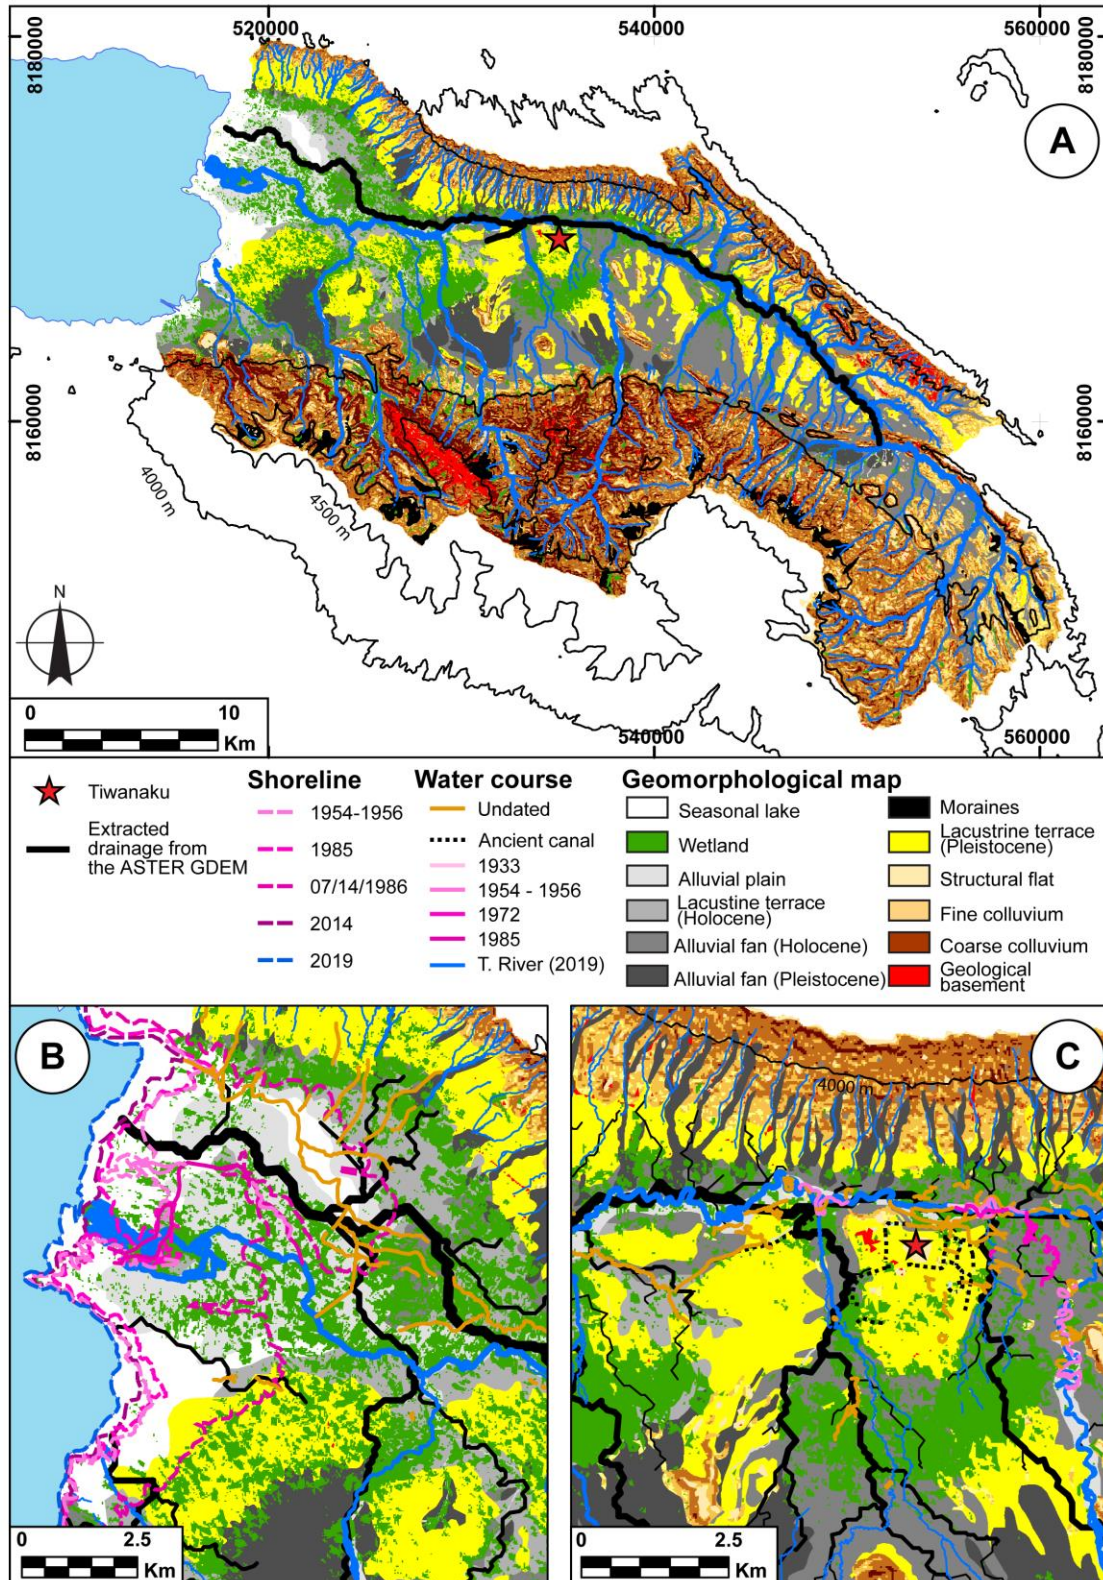 520000
540000
560000
8180000
8180000
A
8160000
8160000
4000 m
4500 m
N
0 10
Km
540000
560000
Tiwanaku
Extracted
drainage from
the ASTER GDEM
Shoreline
1954-1956
1985
07/14/1986
2014
2019
Water course
Undated
Ancient canal
1933
1954 - 1956
1972
1985
T. River (2019)
Geomorphological map
Seasonal lake
Wetland
Alluvial plain
Lacustine terrace
(Holocene)
Alluvial fan (Holocene)
Alluvial fan (Pleistocene)
Moraines
Lacustrine terrace
(Pleistocene)
Structural flat
Fine colluvium
Coarse colluvium
Geological
basement
B
0 2.5
Km
C
4000 m
0 2.5
Km